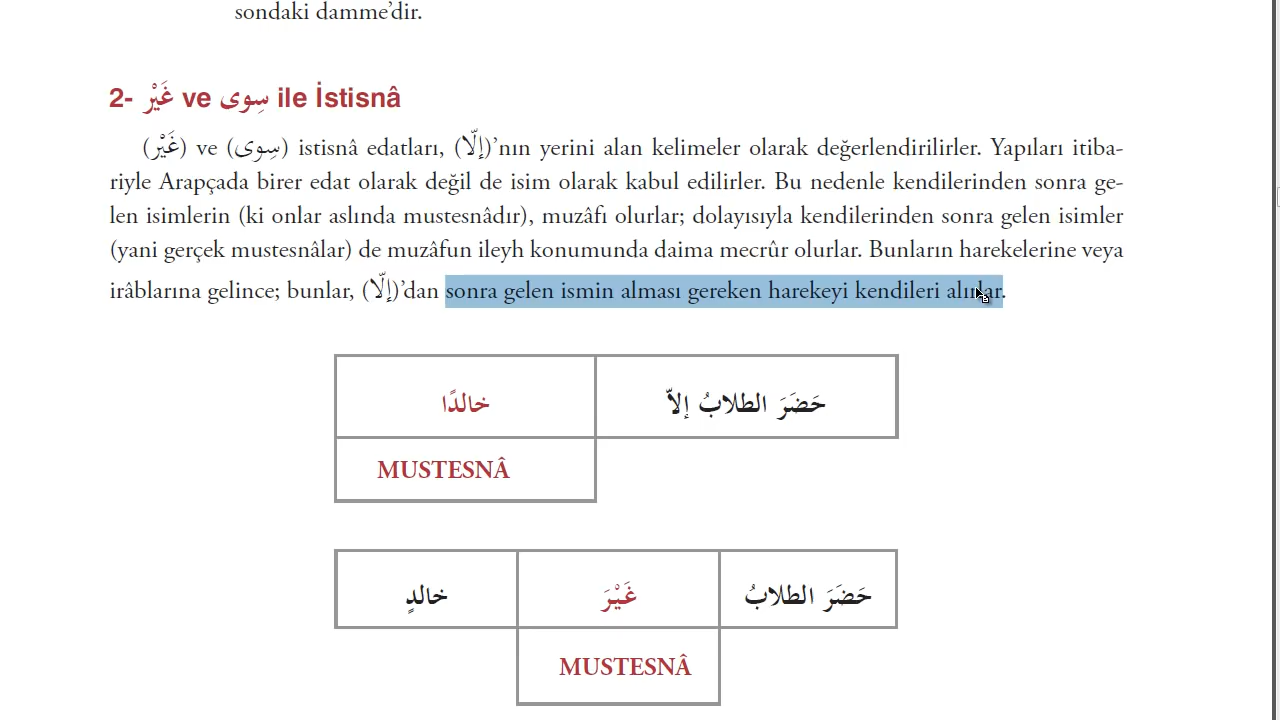 sondaki damme’dir.
2- غَيْر ve سِوى ile İstisnâ
(غَيْر) ve (سِوى) istisnâ edatları, (إلّا)’nın yerini alan kelimeler olarak değerlendirilirler. Yapıları itiba-
riyle Arapçada birer edat olarak değil de isim olarak kabul edilirler. Bu nedenle kendilerinden sonra ge-
len isimlerin (ki onlar aslında mustesnâdır), muzâfı olurlar; dolayısıyla kendilerinden sonra gelen isimler
(yani gerçek mustesnâlar) de muzâfun ileyh konumunda daima mecrûr olurlar. Bunların harekelerine veya
irâblarına gelince; bunlar, (إلّا)’dan sonra gelen ismin alması gereken harekeyi kendileri alırlar.
حَضَرَ الطلابُ إلاّ خالدًا
MUSTESNÂ
حَضَرَ الطلابُ غَيْرَ خالدٍ
MUSTESNÂ